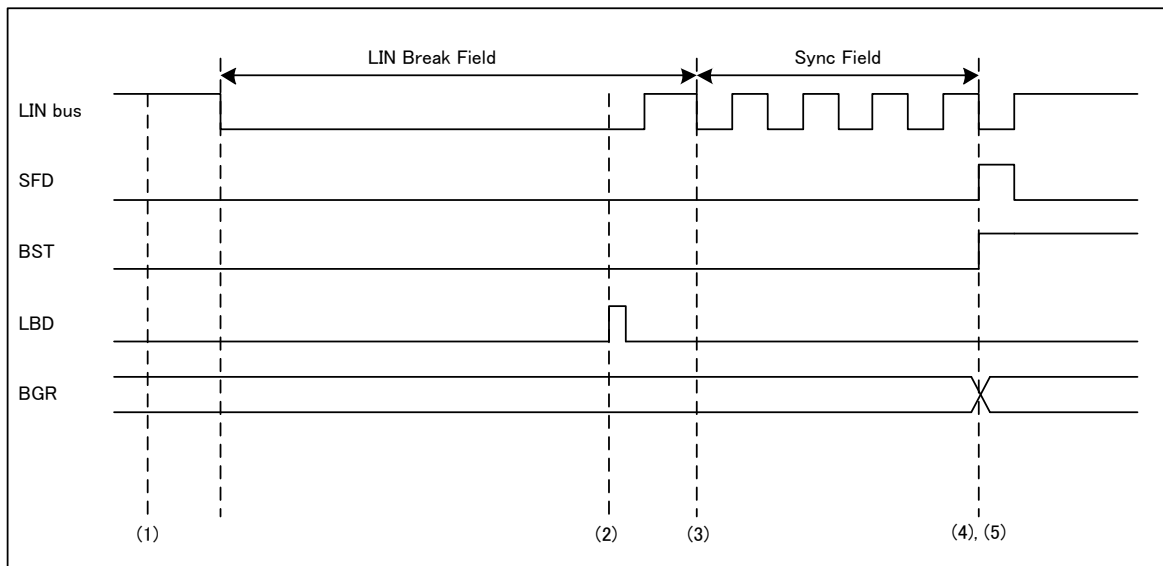 LIN Break Field
Sync Field
LIN bus
SFD
BST
LBD
BGR
(1)
(2)
(3)
(4), (5)